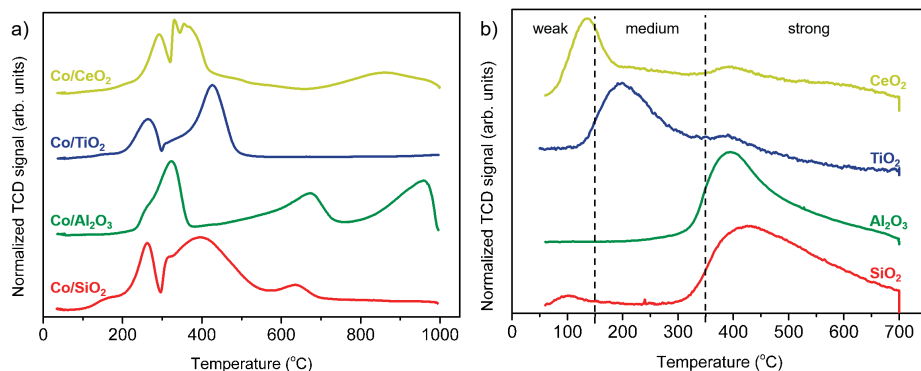 a)
Normalized TCD signal (arb. units)
Co/CeO₂
Co/TiO₂
Co/Al₂O₃
Co/SiO₂
0 200 400 600 800 1000
Temperature (°C)
b)
Normalized TCD signal (arb. units)
weak medium strong
CeO₂
TiO₂
Al₂O₃
SiO₂
0 100 200 300 400 500 600 700
Temperature (°C)